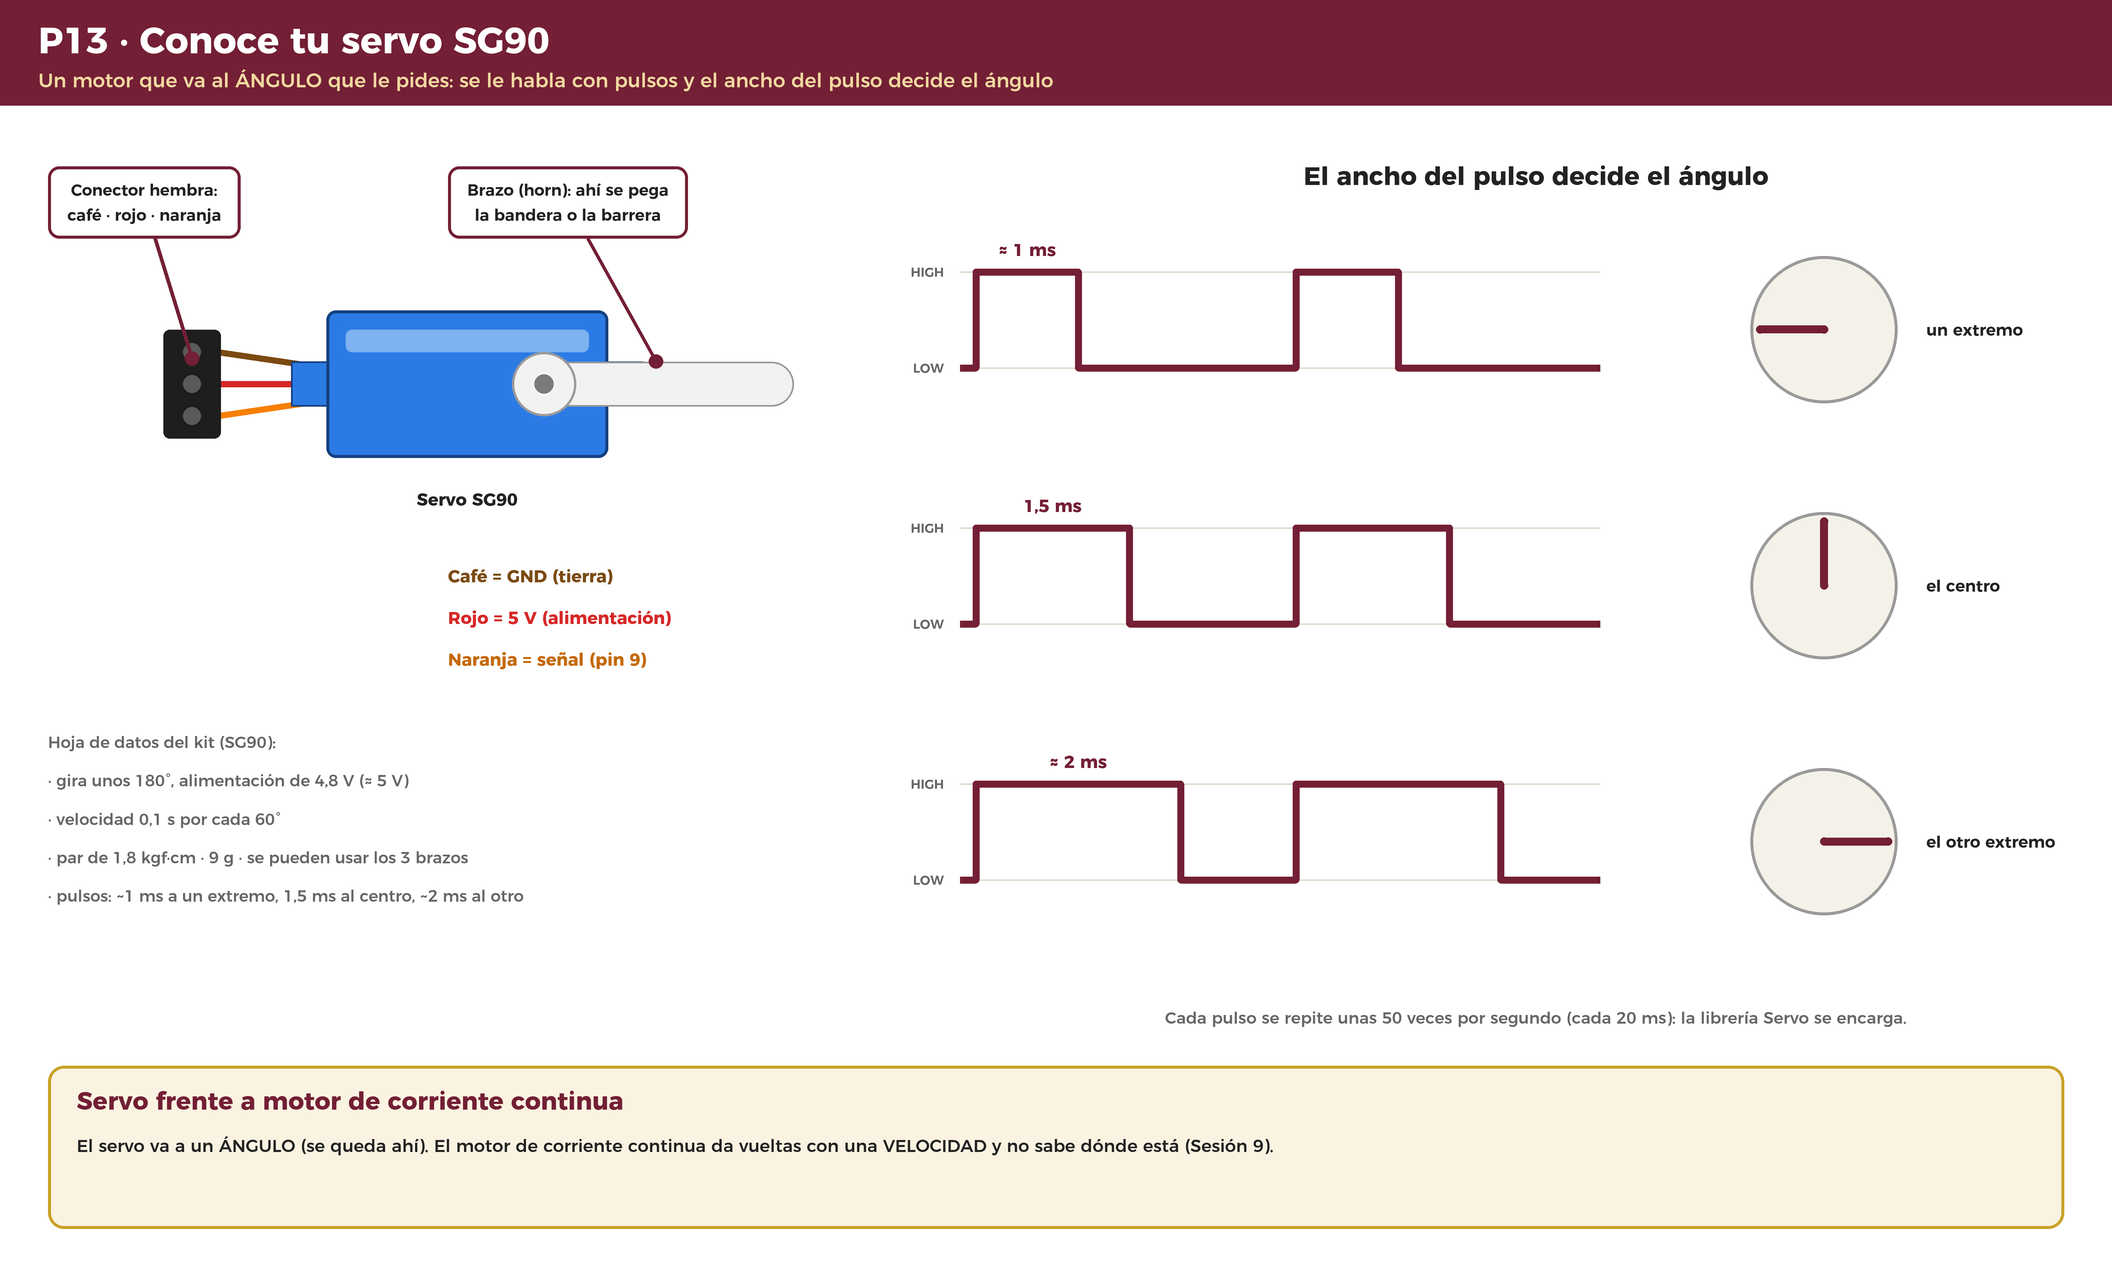 P13 · Conoce tu servo SG90
Un motor que va al ÁNGULO que le pides: se le habla con pulsos y el ancho del pulso decide el ángulo
Conector hembra:
café · rojo · naranja
Brazo (horn): ahí se pega
la bandera o la barrera
Servo SG90
Café = GND (tierra)
Rojo = 5 V (alimentación)
Naranja = señal (pin 9)
Hoja de datos del kit (SG90):
· gira unos 180°, alimentación de 4,8 V (≈ 5 V)
· velocidad 0,1 s por cada 60°
· par de 1,8 kgf·cm · 9 g · se pueden usar los 3 brazos
· pulsos: ~1 ms a un extremo, 1,5 ms al centro, ~2 ms al otro
El ancho del pulso decide el ángulo
≈ 1 ms
HIGH
LOW
un extremo
1,5 ms
HIGH
LOW
el centro
≈ 2 ms
HIGH
LOW
el otro extremo
Cada pulso se repite unas 50 veces por segundo (cada 20 ms): la librería Servo se encarga.
Servo frente a motor de corriente continua
El servo va a un ÁNGULO (se queda ahí). El motor de corriente continua da vueltas con una VELOCIDAD y no sabe dónde está (Sesión 9).